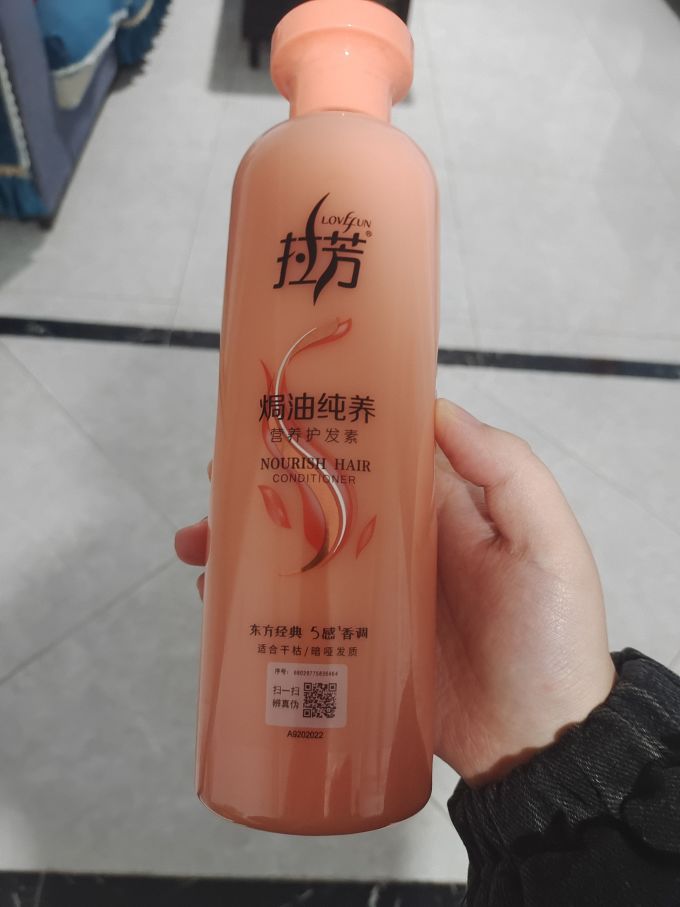 LOVEFUN
拉芳®
焗油纯养
营养护发素
NOURISH HAIR
CONDITIONER
东方经典 5感¹香调
适合干枯/暗哑发质
扫一扫
辨真伪
A9202022